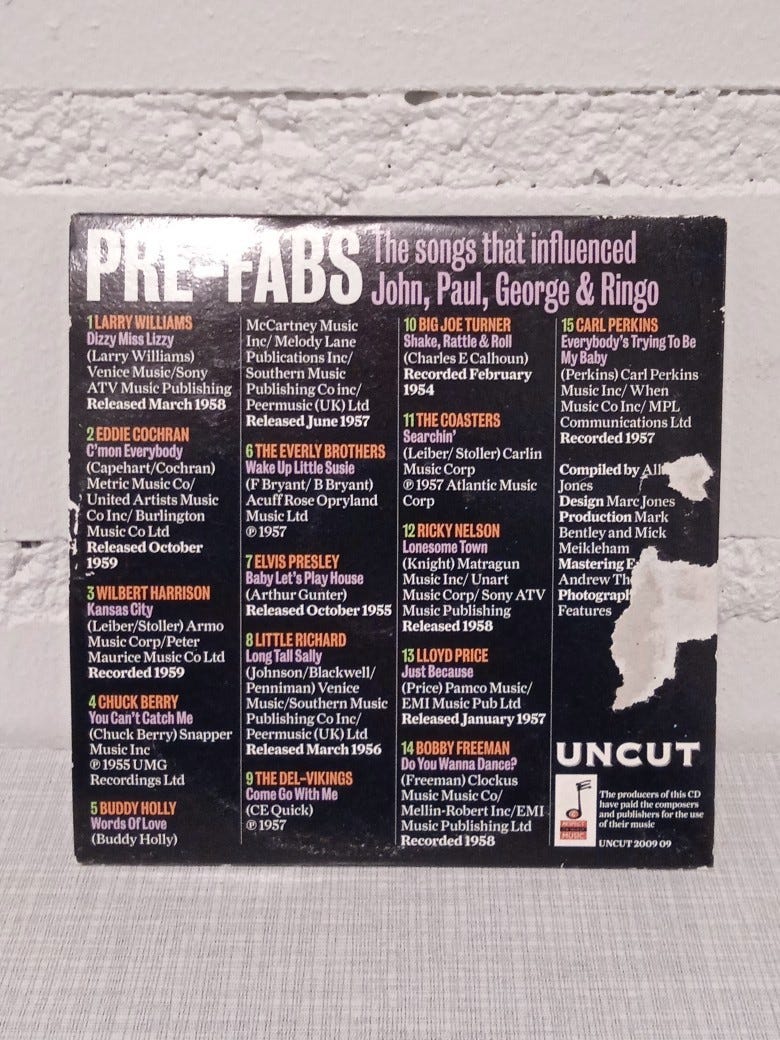 PRE-FABS
The songs that influenced
John, Paul, George & Ringo
1 LARRY WILLIAMS
Dizzy Miss Lizzy
(Larry Williams)
Venice Music/Sony
ATV Music Publishing
Released March 1958
2 EDDIE COCHRAN
C'mon Everybody
(Capehart/Cochran)
Metric Music Co/
United Artists Music
Co Inc/ Burlington
Music Co Ltd
Released October
1959
3 WILBERT HARRISON
Kansas City
(Leiber/Stoller) Armo
Music Corp/Peter
Maurice Music Co Ltd
Recorded 1959
4 CHUCK BERRY
You Can't Catch Me
(Chuck Berry) Snapper
Music Inc
℗ 1955 UMG
Recordings Ltd
5 BUDDY HOLLY
Words Of Love
(Buddy Holly)
McCartney Music
Inc/ Melody Lane
Publications Inc/
Southern Music
Publishing Co inc/
Peermusic (UK) Ltd
Released June 1957
6 THE EVERLY BROTHERS
Wake Up Little Susie
(F Bryant/ B Bryant)
Acuff Rose Opryland
Music Ltd
℗ 1957
7 ELVIS PRESLEY
Baby Let's Play House
(Arthur Gunter)
Released October 1955
8 LITTLE RICHARD
Long Tall Sally
(Johnson/Blackwell/
Penniman) Venice
Music/Southern Music
Publishing Co Inc/
Peermusic (UK) Ltd
Released March 1956
9 THE DEL-VIKINGS
Come Go With Me
(CE Quick)
℗ 1957
10 BIG JOE TURNER
Shake, Rattle & Roll
(Charles E Calhoun)
Recorded February
1954
11 THE COASTERS
Searchin'
(Leiber/ Stoller) Carlin
Music Corp
℗ 1957 Atlantic Music
Corp
12 RICKY NELSON
Lonesome Town
(Knight) Matragun
Music Inc/ Unart
Music Corp/ Sony ATV
Music Publishing
Released 1958
13 LLOYD PRICE
Just Because
(Price) Pamco Music/
EMI Music Pub Ltd
Released January 1957
14 BOBBY FREEMAN
Do You Wanna Dance?
(Freeman) Clockus
Music Music Co/
Mellin-Robert Inc/EMI
Music Publishing Ltd
Recorded 1958
15 CARL PERKINS
Everybody's Trying To Be
My Baby
(Perkins) Carl Perkins
Music Inc/ When
Music Co Inc/ MPL
Communications Ltd
Recorded 1957
Compiled by
Jones
Design Marc Jones
Production Mark
Bentley and Mick
Meikleham
Mastering
Andrew
Features
UNCUT
RESPECT
MUSIC
The producers of this CD
have paid the composers
and publishers for the use
of their music
UNCUT 2009 09